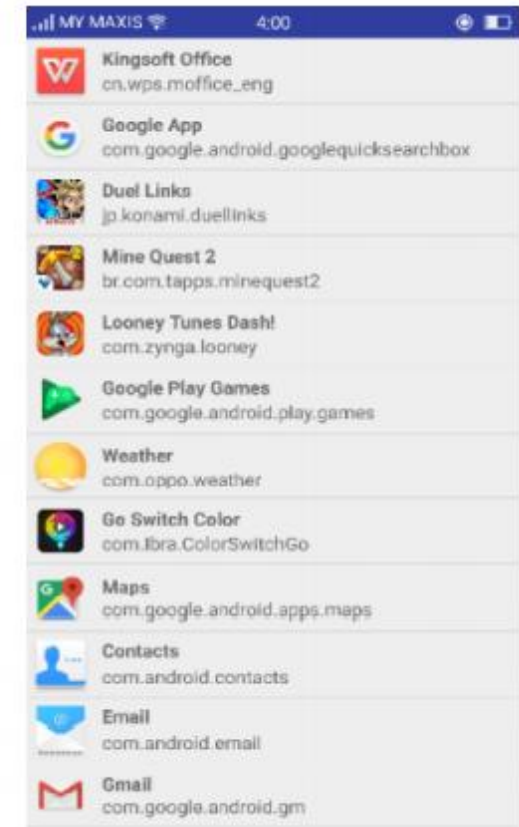 MY MAXIS 4:00
Kingsoft Office
cn.wps.moffice_eng
Google App
com.google.android.googlequicksearchbox
Duel Links
jp.konami.duellinks
Mine Quest 2
br.com.tapps.minequest2
Looney Tunes Dash!
com.zynga.looney
Google Play Games
com.google.android.play.games
Weather
com.oppo.weather
Go Switch Color
com.Ibra.ColorSwitchGo
Maps
com.google.android.apps.maps
Contacts
com.android.contacts
Email
com.android.email
Gmail
com.google.android.gm